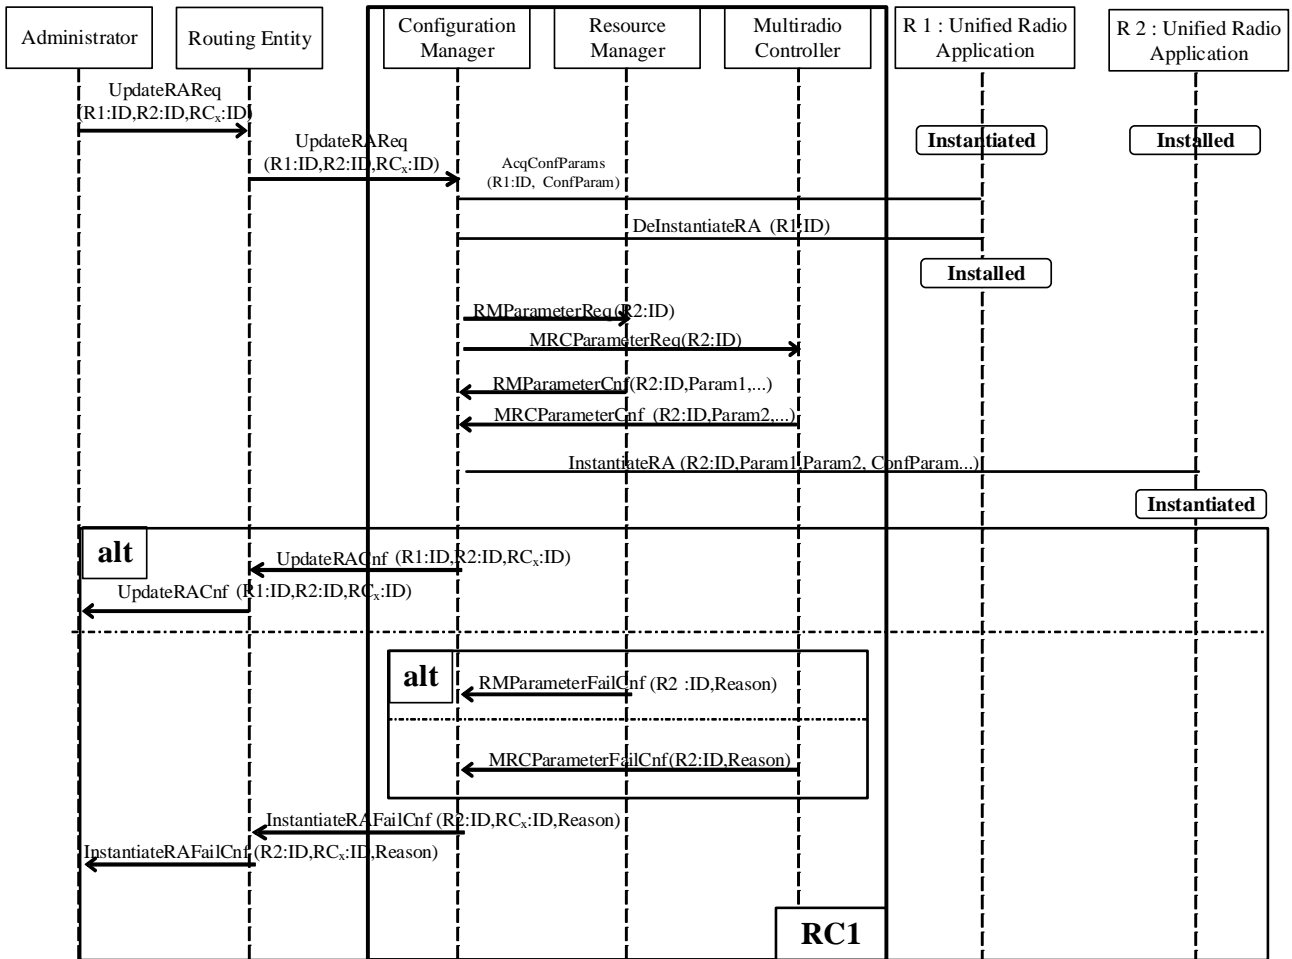 Administrator
Routing Entity
Configuration
Manager
Resource
Manager
Multiradio
Controller
R 1 : Unified Radio
Application
R 2 : Unified Radio
Application
UpdateRAReq
(R1:ID,R2:ID,RCx:ID)
UpdateRAReq
(R1:ID,R2:ID,RCx:ID)
Instantiated
Installed
AcqConfParams
(R1:ID, ConfParam)
DeInstantiateRA (R1:ID)
Installed
RMParameterReq(R2:ID)
MRCParameterReq(R2:ID)
RMParameterCnf(R2:ID,Param1,...)
MRCParameterCnf (R2:ID,Param2,...)
InstantiateRA (R2:ID,Param1,Param2, ConfParam...)
Instantiated
alt
UpdateRACnf (R1:ID,R2:ID,RCx:ID)
UpdateRACnf (R1:ID,R2:ID,RCx:ID)
alt
RMParameterFailCnf (R2 :ID,Reason)
MRCParameterFailCnf(R2:ID,Reason)
InstantiateRAFailCnf (R2:ID,RCx:ID,Reason)
InstantiateRAFailCnf (R2:ID,RCx:ID,Reason)
RC1